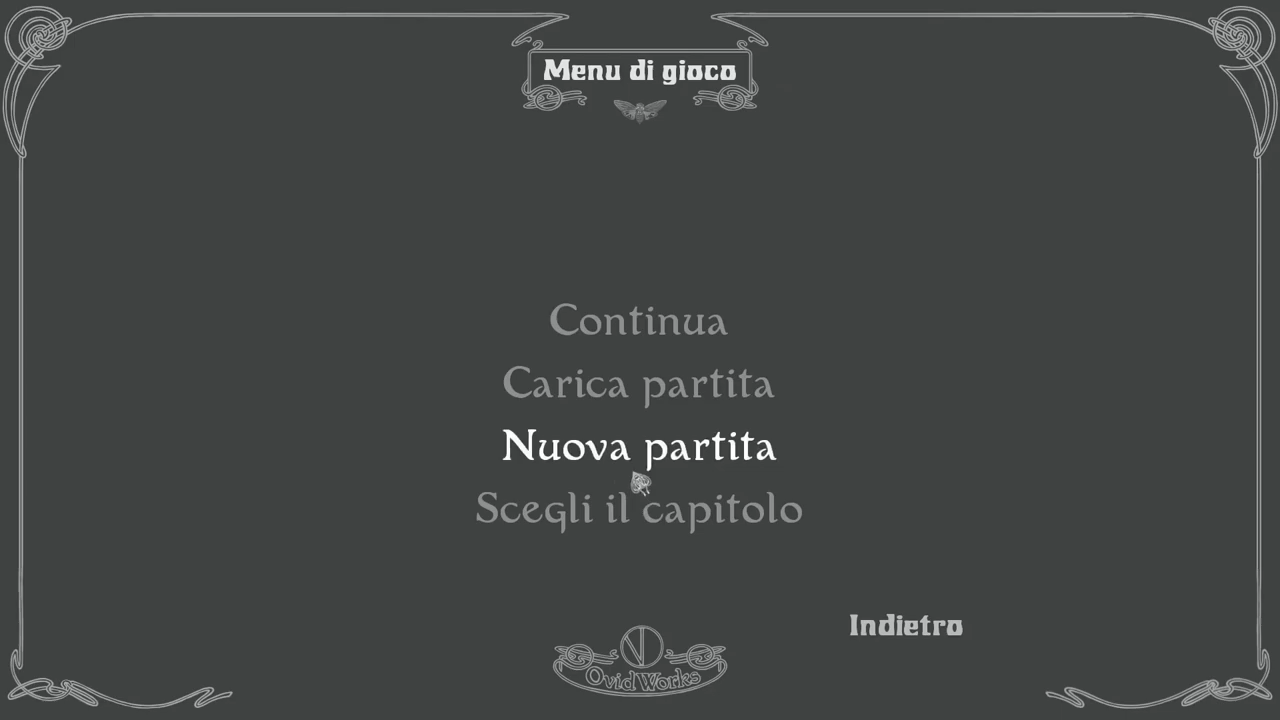 Menu di gioco
Continua
Carica partita
Nuova partita
Scegli il capitolo
Indietro
OvidWorks